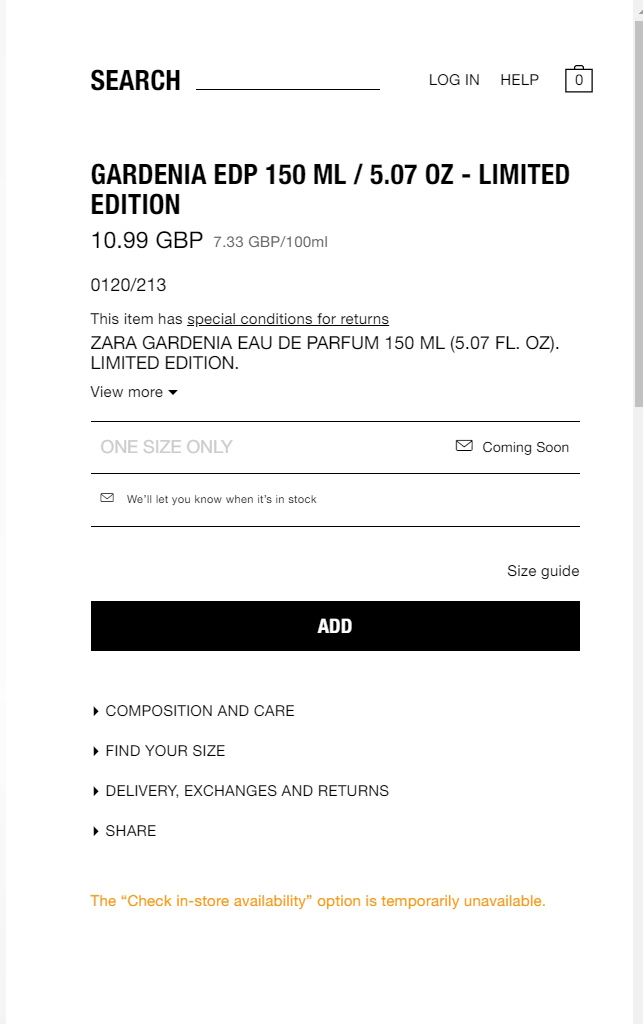 SEARCH LOG IN HELP 0
GARDENIA EDP 150 ML / 5.07 OZ - LIMITED
EDITION
10.99 GBP 7.33 GBP/100ml
0120/213
This item has special conditions for returns
ZARA GARDENIA EAU DE PARFUM 150 ML (5.07 FL. OZ).
LIMITED EDITION.
View more
ONE SIZE ONLY Coming Soon
We'll let you know when it's in stock
Size guide
ADD
COMPOSITION AND CARE
FIND YOUR SIZE
DELIVERY, EXCHANGES AND RETURNS
SHARE
The “Check in-store availability” option is temporarily unavailable.